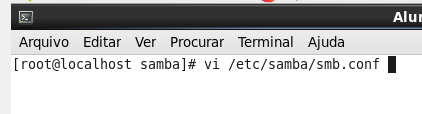 Alun
Arquivo Editar Ver Procurar Terminal Ajuda
[root@localhost samba]# vi /etc/samba/smb.conf